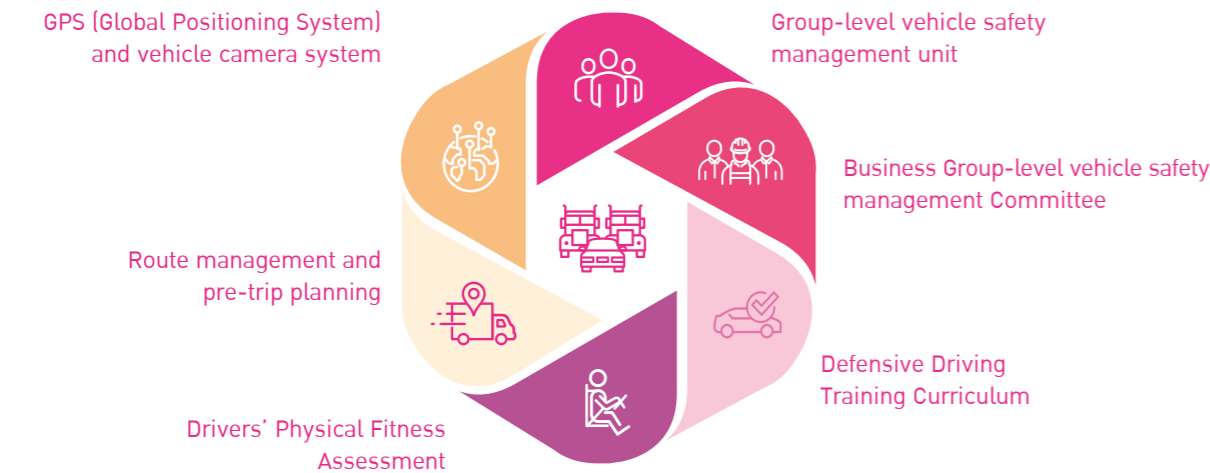 GPS (Global Positioning System)
and vehicle camera system
Group-level vehicle safety
management unit
Business Group-level vehicle safety
management Committee
Route management and
pre-trip planning
Defensive Driving
Training Curriculum
Drivers’ Physical Fitness
Assessment